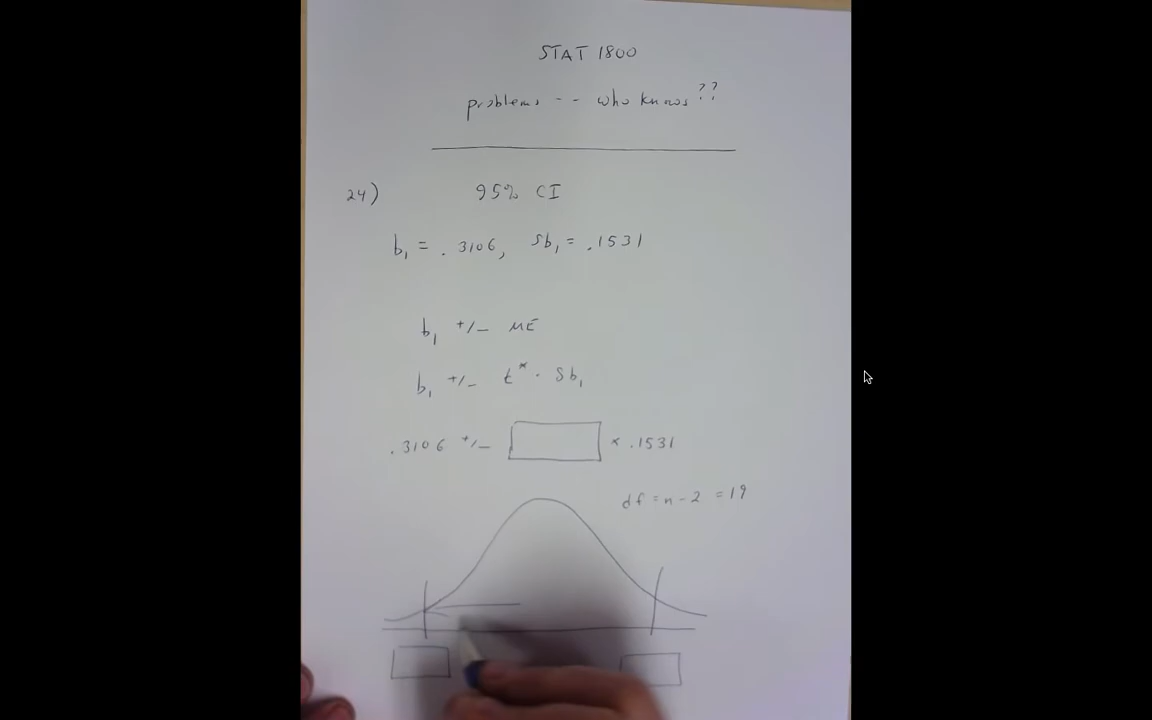 STAT 1800
problems -- who knows??
24) 95% CI
b₁ = .3106, Sb₁ = .1531
b₁ +/- ME
b₁ +/- t* · Sb₁
.3106 +/- × .1531
df = n-2 = 19